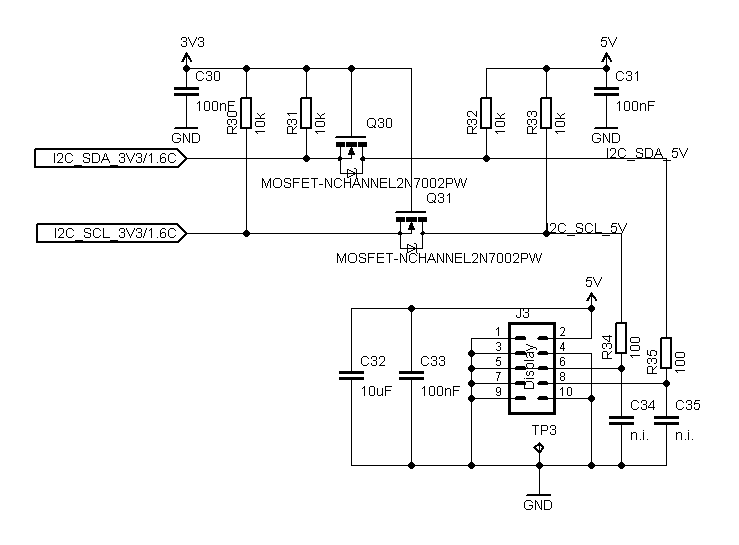 3V3
5V
C30
100nF
GND
R30
10k
R31
10k
Q30
R32
10k
R33
10k
C31
100nF
GND
I2C_SDA_3V3/1.6C
I2C_SDA_5V
MOSFET-NCHANNEL2N7002PW
Q31
I2C_SCL_3V3/1.6C
I2C_SCL_5V
MOSFET-NCHANNEL2N7002PW
5V
J3
1
2
3
4
5
6
7
8
9
10
Display
C32
10uF
C33
100nF
R34
100
R35
100
C34
n.i.
C35
n.i.
TP3
GND